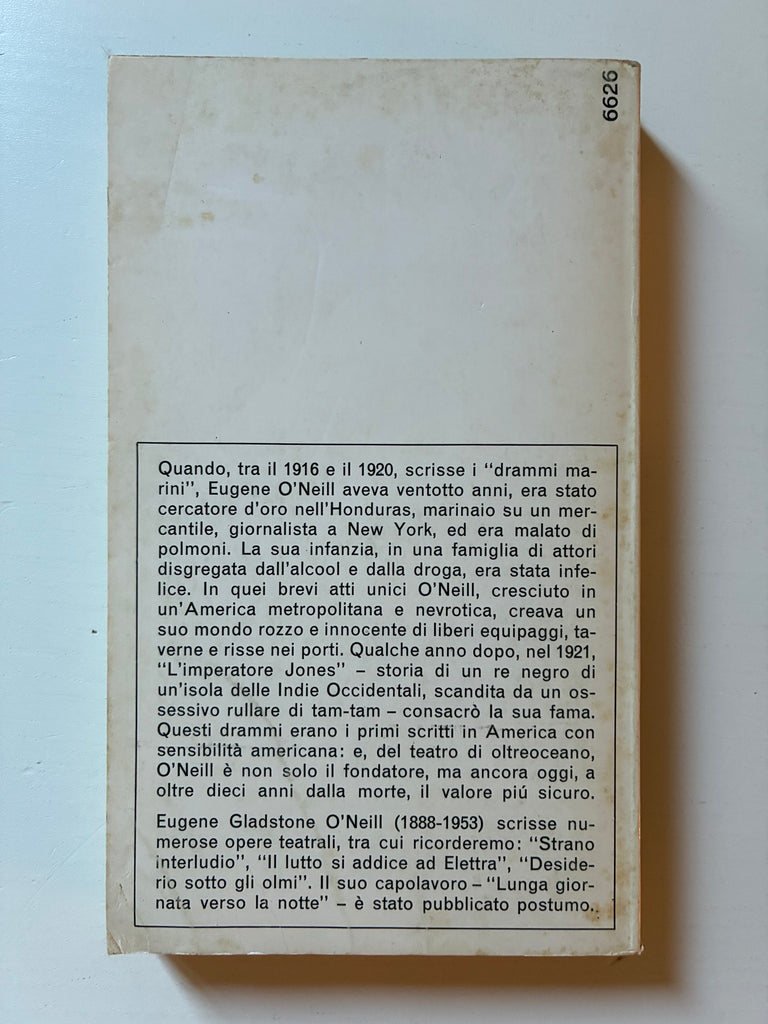 6626
Quando, tra il 1916 e il 1920, scrisse i "drammi ma-
rini", Eugene O'Neill aveva ventotto anni, era stato
cercatore d'oro nell'Honduras, marinaio su un mer-
cantile, giornalista a New York, ed era malato di
polmoni. La sua infanzia, in una famiglia di attori
disgregata dall'alcool e dalla droga, era stata infe-
lice. In quei brevi atti unici O'Neill, cresciuto in
un'America metropolitana e nevrotica, creava un
suo mondo rozzo e innocente di liberi equipaggi, ta-
verne e risse nei porti. Qualche anno dopo, nel 1921,
"L'imperatore Jones" – storia di un re negro di
un'isola delle Indie Occidentali, scandita da un os-
sessivo rullare di tam-tam – consacrò la sua fama.
Questi drammi erano i primi scritti in America con
sensibilità americana: e, del teatro di oltreoceano,
O'Neill è non solo il fondatore, ma ancora oggi, a
oltre dieci anni dalla morte, il valore piú sicuro.
Eugene Gladstone O'Neill (1888-1953) scrisse nu-
merose opere teatrali, tra cui ricorderemo: "Strano
interludio", "Il lutto si addice ad Elettra", "Deside-
rio sotto gli olmi". Il suo capolavoro – "Lunga gior-
nata verso la notte" – è stato pubblicato postumo.